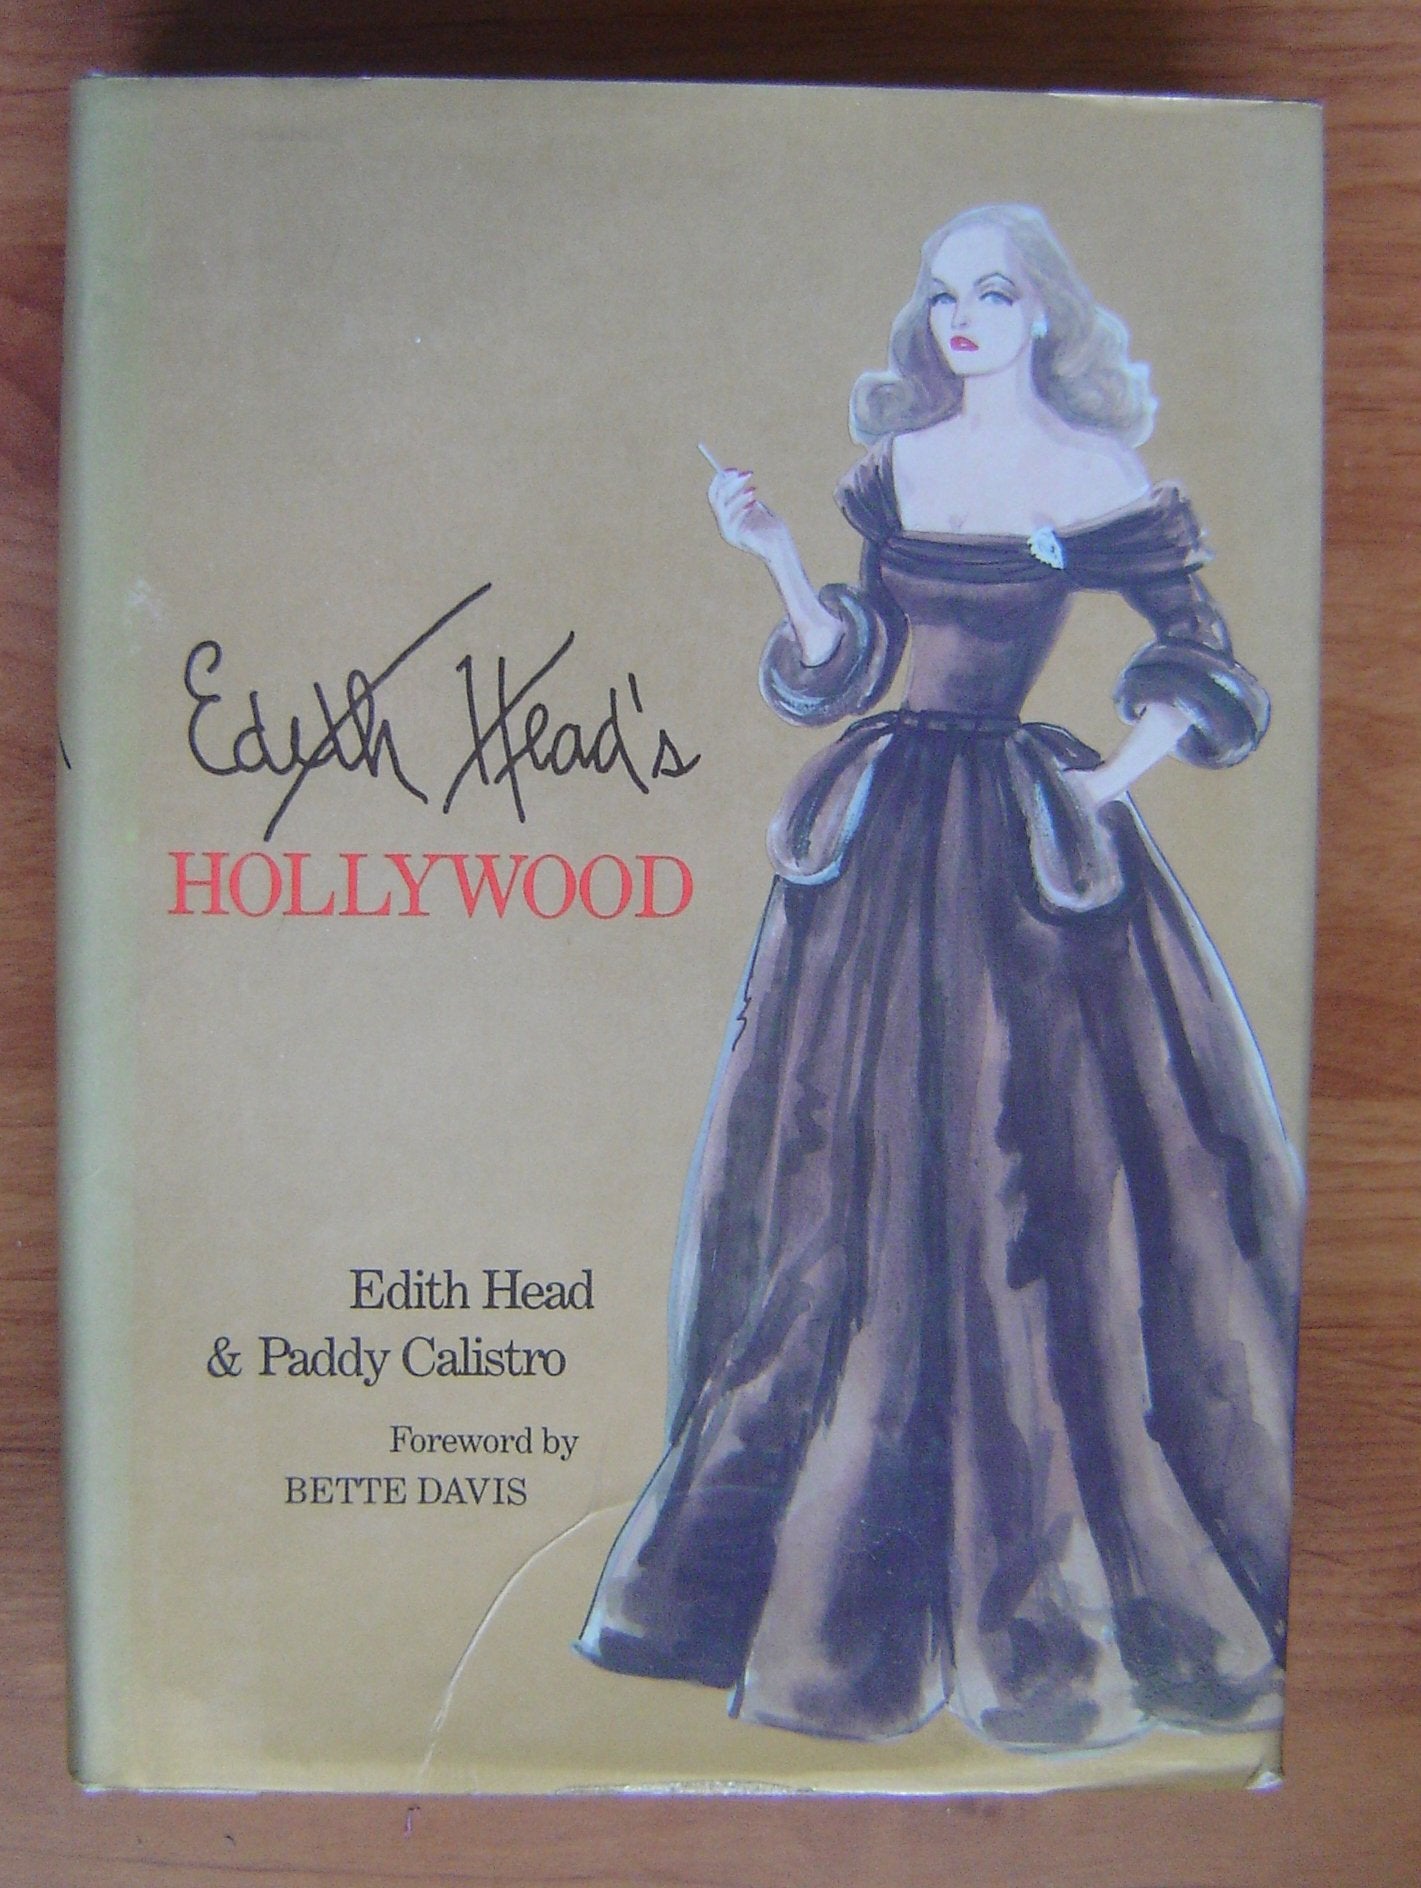 Edith Head's
HOLLYWOOD
Edith Head
& Paddy Calistro
Foreword by
BETTE DAVIS